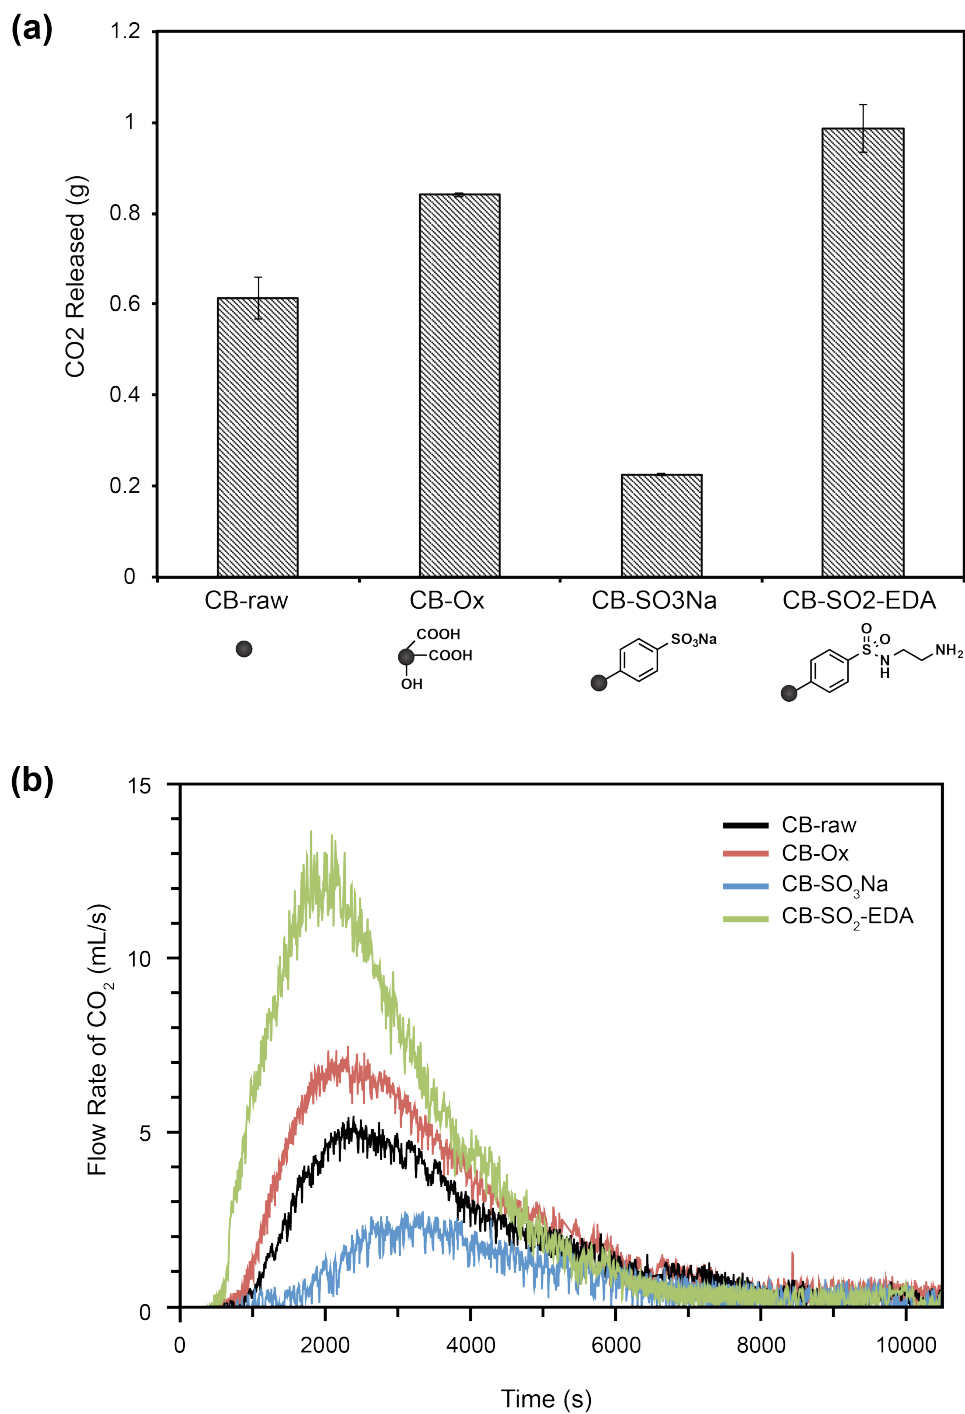 (a)
1.2
1
0.8
0.6
0.4
0.2
0
CO2 Released (g)
CB-raw CB-Ox CB-SO3Na CB-SO2-EDA
COOH
COOH
OH
SO₃Na
O
O
S
N
H
NH₂
(b)
15
10
5
0
Flow Rate of CO₂ (mL/s)
CB-raw
CB-Ox
CB-SO₃Na
CB-SO₂-EDA
0 2000 4000 6000 8000 10000
Time (s)